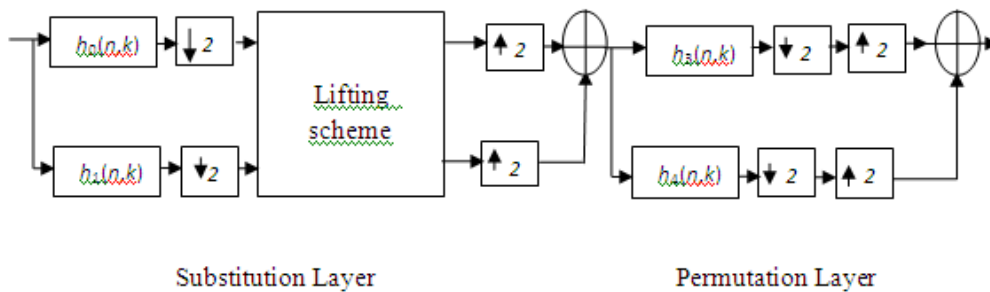 h₀(n,k)
↓ 2
Lifting
scheme
↑ 2
h₃(n,k)
↓ 2
↑ 2
h₁(n,k)
↓ 2
↑ 2
h₄(n,k)
↓ 2
↑ 2
Substitution Layer
Permutation Layer